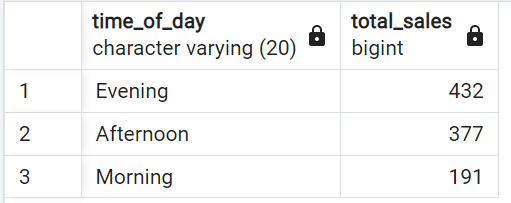 time_of_day total_sales
character varying (20) bigint
1 Evening 432
2 Afternoon 377
3 Morning 191